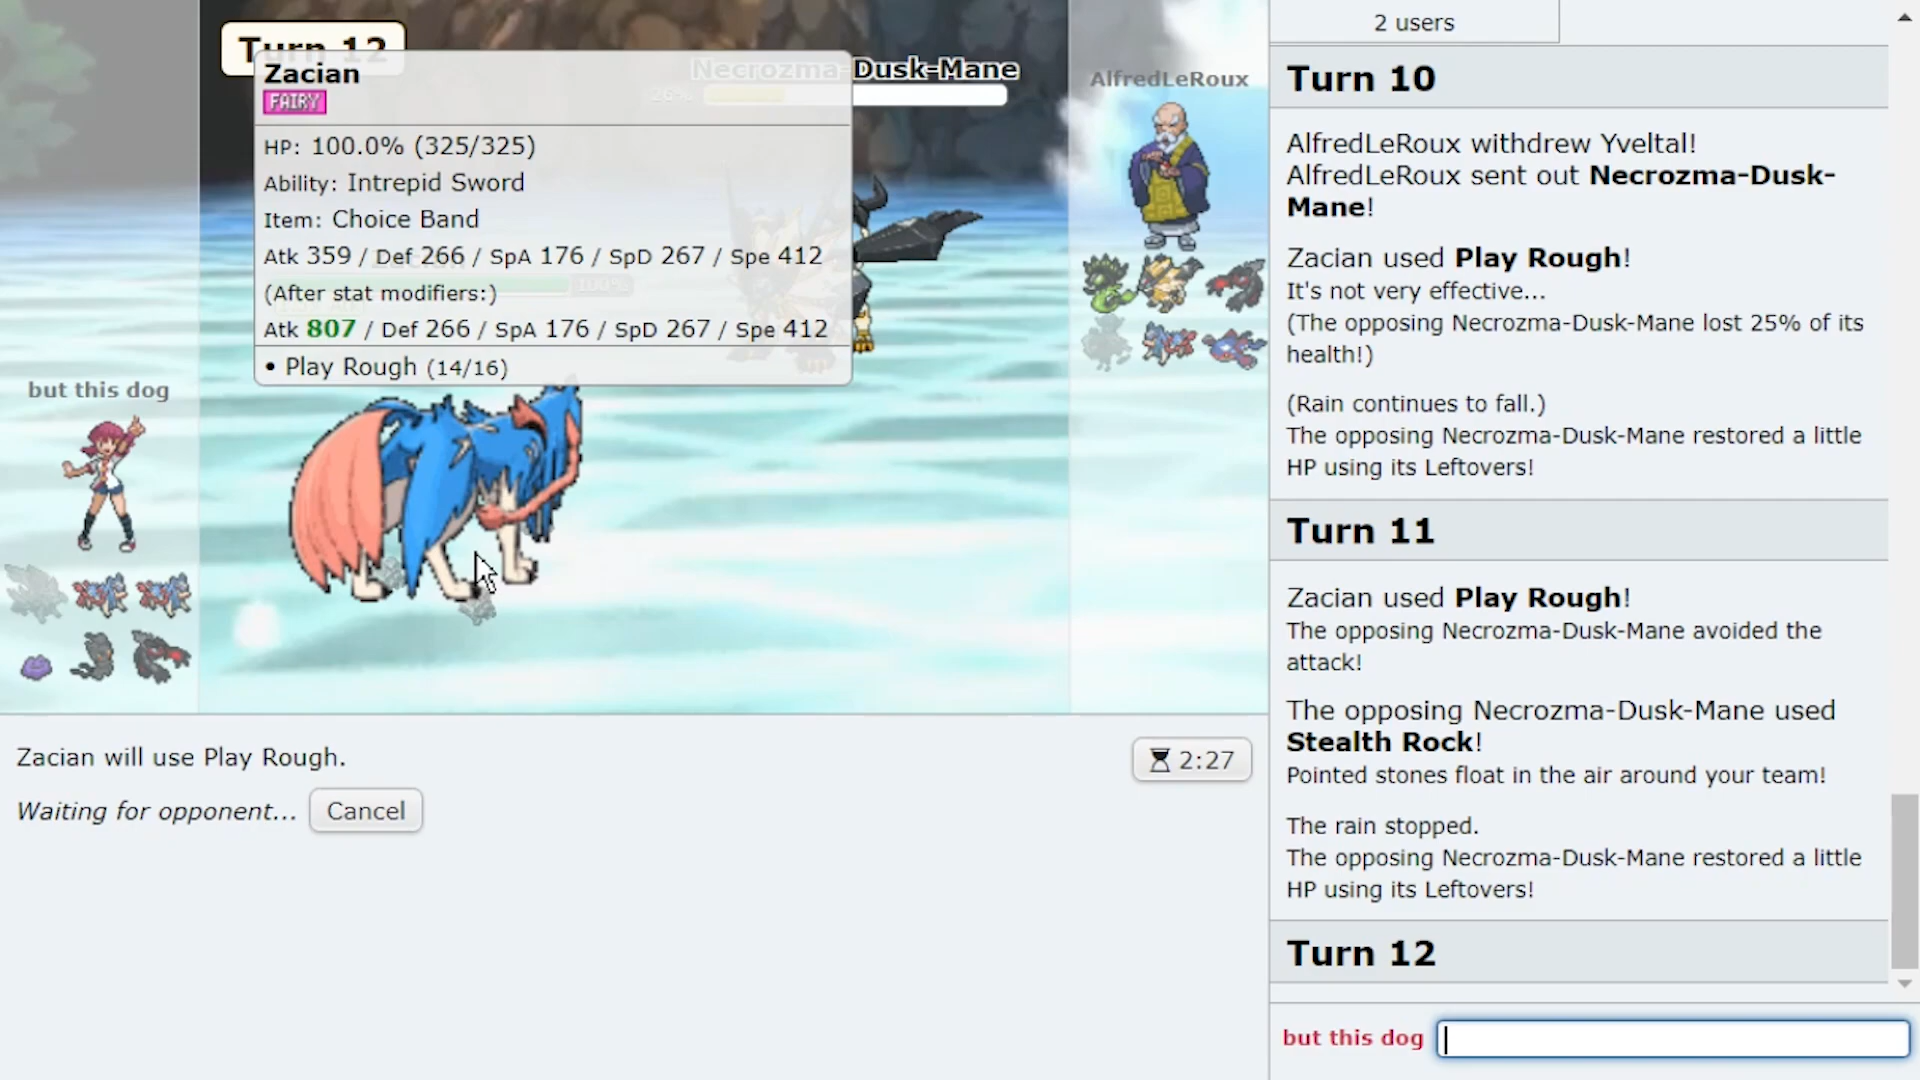 Turn 12
Zacian
FAIRY
HP: 100.0% (325/325)
Ability: Intrepid Sword
Item: Choice Band
Atk 359 / Def 266 / SpA 176 / SpD 267 / Spe 412
(After stat modifiers:)
Atk 807 / Def 266 / SpA 176 / SpD 267 / Spe 412
• Play Rough (14/16)
Necrozma-Dusk-Mane
26%
Zacian
100%
AlfredLeRoux
but this dog
Zacian will use Play Rough.
2:27
Waiting for opponent... Cancel
2 users
Turn 10
AlfredLeRoux withdrew Yveltal!
AlfredLeRoux sent out Necrozma-Dusk-
Mane!
Zacian used Play Rough!
It's not very effective...
(The opposing Necrozma-Dusk-Mane lost 25% of its
health!)
(Rain continues to fall.)
The opposing Necrozma-Dusk-Mane restored a little
HP using its Leftovers!
Turn 11
Zacian used Play Rough!
The opposing Necrozma-Dusk-Mane avoided the
attack!
The opposing Necrozma-Dusk-Mane used
Stealth Rock!
Pointed stones float in the air around your team!
The rain stopped.
The opposing Necrozma-Dusk-Mane restored a little
HP using its Leftovers!
Turn 12
but this dog